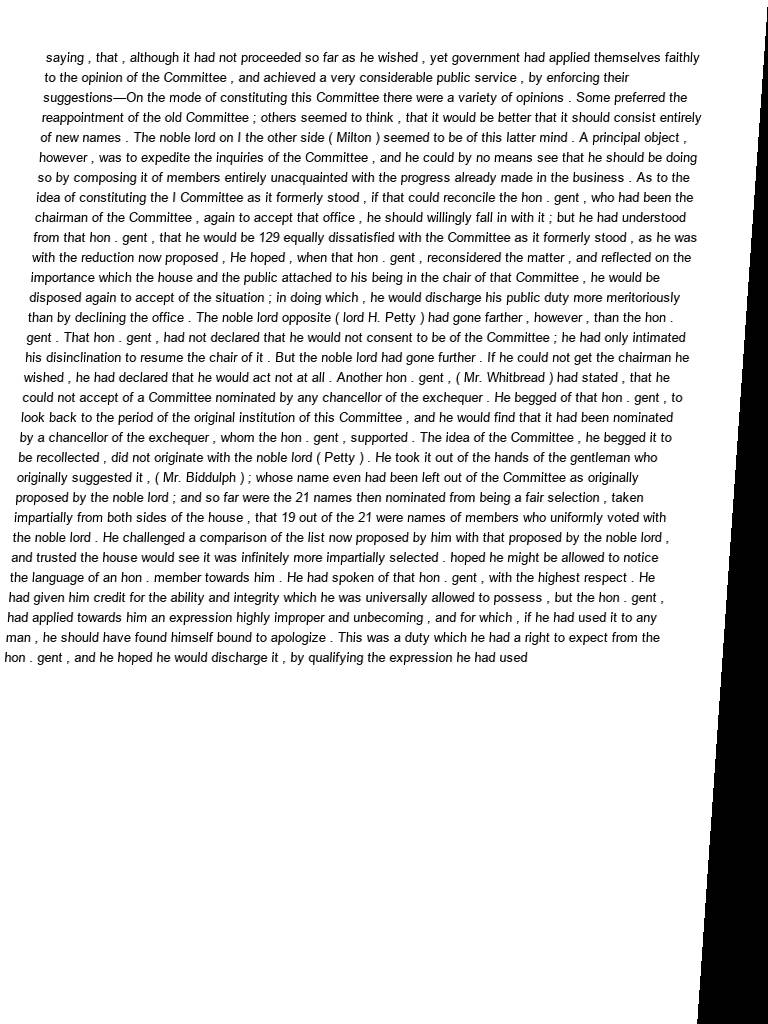 saying , that , although it had not proceeded so far as he wished , yet government had applied themselves faithly
to the opinion of the Committee , and achieved a very considerable public service , by enforcing their
suggestions—On the mode of constituting this Committee there were a variety of opinions . Some preferred the
reappointment of the old Committee ; others seemed to think , that it would be better that it should consist entirely
of new names . The noble lord on I the other side ( Milton ) seemed to be of this latter mind . A principal object ,
however , was to expedite the inquiries of the Committee , and he could by no means see that he should be doing
so by composing it of members entirely unacquainted with the progress already made in the business . As to the
idea of constituting the I Committee as it formerly stood , if that could reconcile the hon . gent , who had been the
chairman of the Committee , again to accept that office , he should willingly fall in with it ; but he had understood
from that hon . gent , that he would be 129 equally dissatisfied with the Committee as it formerly stood , as he was
with the reduction now proposed , He hoped , when that hon . gent , reconsidered the matter , and reflected on the
importance which the house and the public attached to his being in the chair of that Committee , he would be
disposed again to accept of the situation ; in doing which , he would discharge his public duty more meritoriously
than by declining the office . The noble lord opposite ( lord H. Petty ) had gone farther , however , than the hon .
gent . That hon . gent , had not declared that he would not consent to be of the Committee ; he had only intimated
his disinclination to resume the chair of it . But the noble lord had gone further . If he could not get the chairman he
wished , he had declared that he would act not at all . Another hon . gent , ( Mr. Whitbread ) had stated , that he
could not accept of a Committee nominated by any chancellor of the exchequer . He begged of that hon . gent , to
look back to the period of the original institution of this Committee , and he would find that it had been nominated
by a chancellor of the exchequer , whom the hon . gent , supported . The idea of the Committee , he begged it to
be recollected , did not originate with the noble lord ( Petty ) . He took it out of the hands of the gentleman who
originally suggested it , ( Mr. Biddulph ) ; whose name even had been left out of the Committee as originally
proposed by the noble lord ; and so far were the 21 names then nominated from being a fair selection , taken
impartially from both sides of the house , that 19 out of the 21 were names of members who uniformly voted with
the noble lord . He challenged a comparison of the list now proposed by him with that proposed by the noble lord ,
and trusted the house would see it was infinitely more impartially selected . hoped he might be allowed to notice
the language of an hon . member towards him . He had spoken of that hon . gent , with the highest respect . He
had given him credit for the ability and integrity which he was universally allowed to possess , but the hon . gent ,
had applied towards him an expression highly improper and unbecoming , and for which , if he had used it to any
man , he should have found himself bound to apologize . This was a duty which he had a right to expect from the
hon . gent , and he hoped he would discharge it , by qualifying the expression he had used